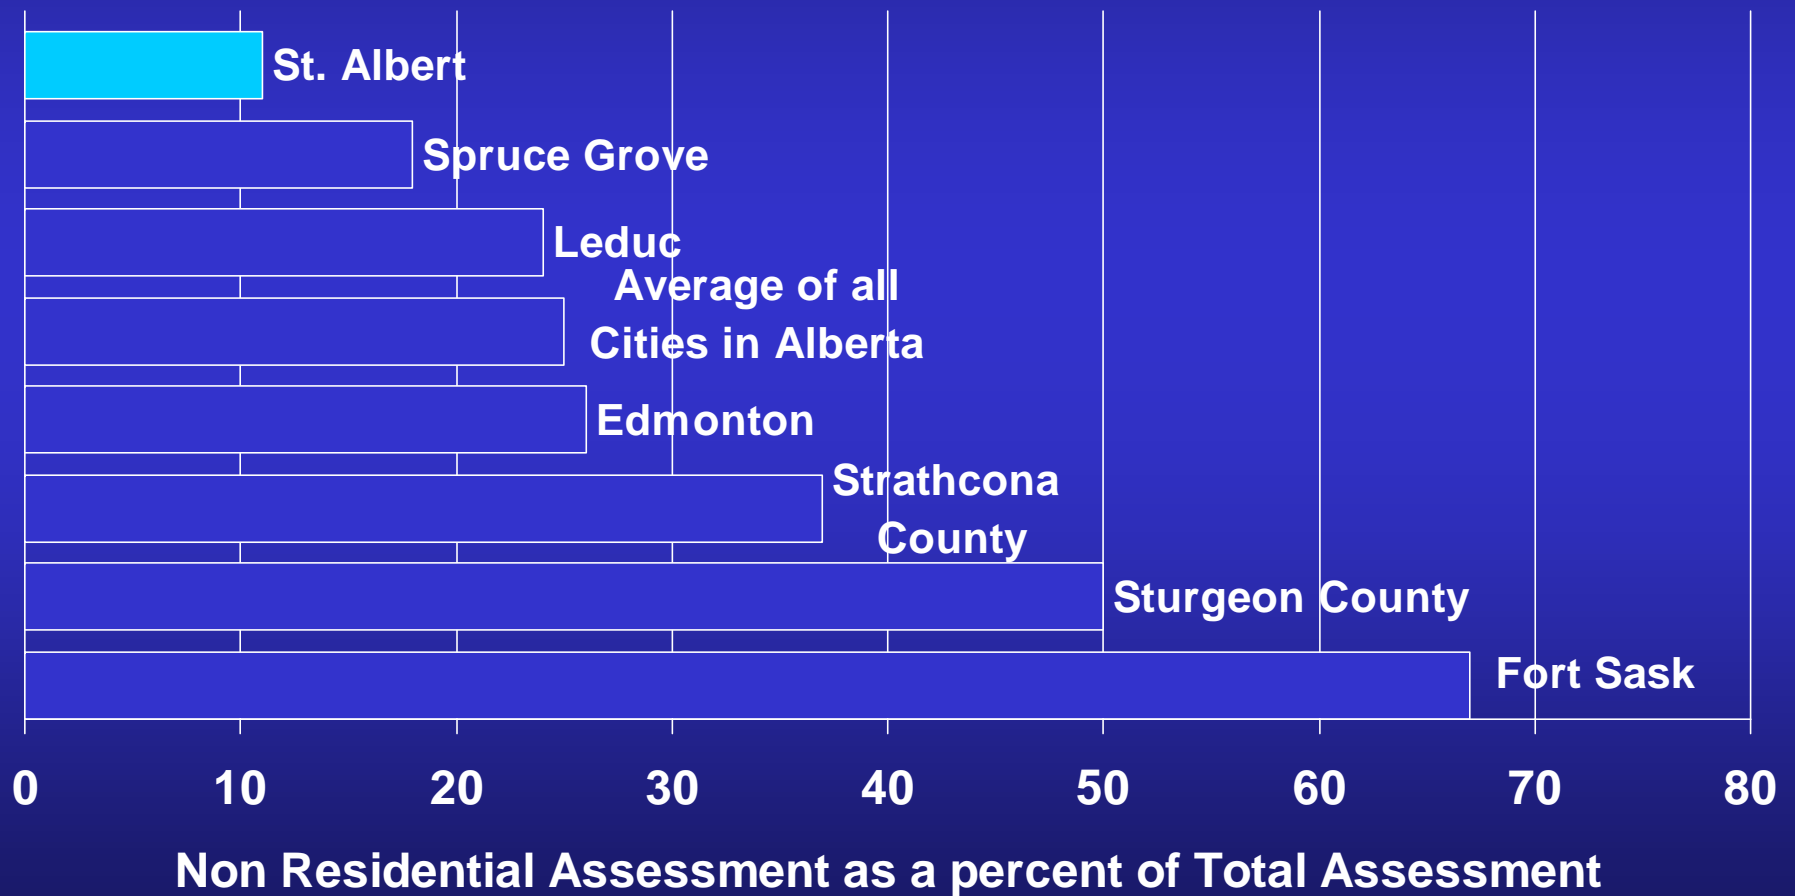 St. Albert
Spruce Grove
Leduc
Average of all
Cities in Alberta
Edmonton
Strathcona
County
Sturgeon County
Fort Sask
0 10 20 30 40 50 60 70 80
Non Residential Assessment as a percent of Total Assessment